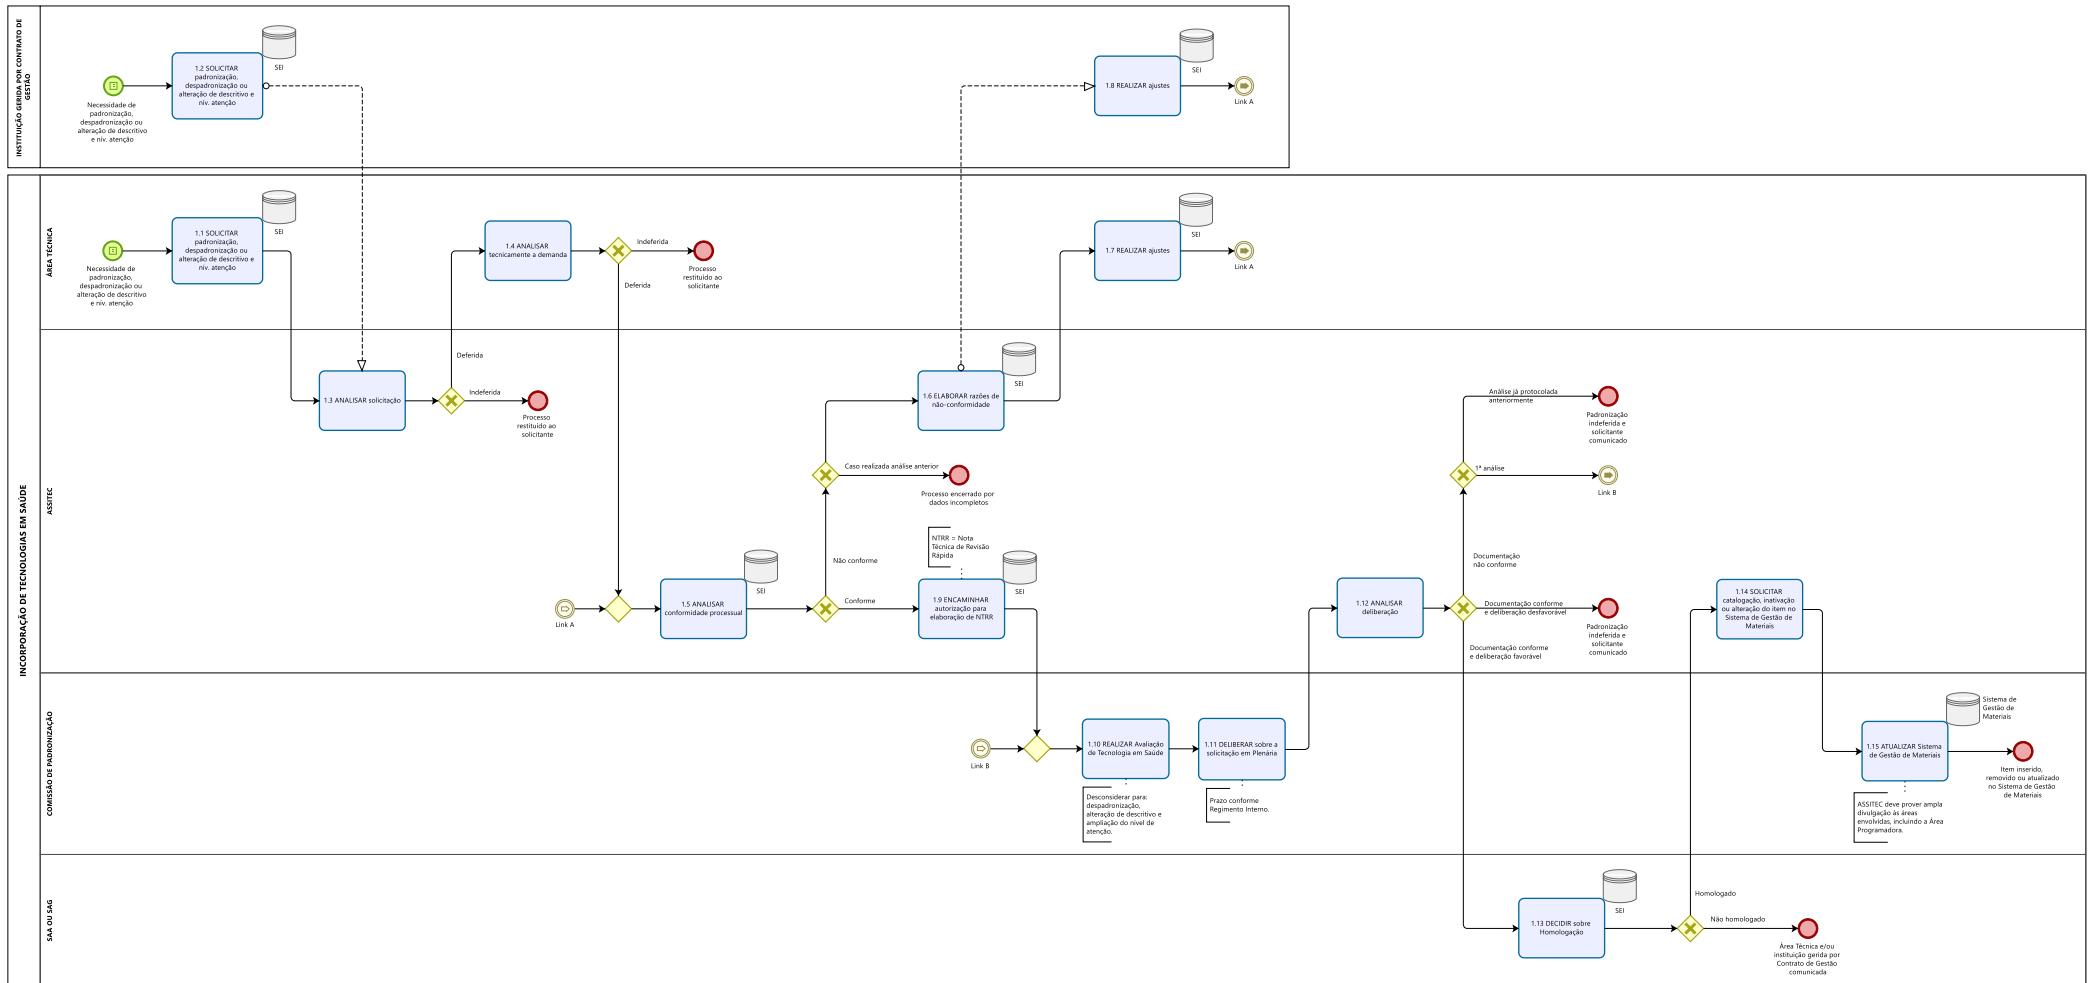 INSTITUIÇÃO GERIDA POR CONTRATO DE
GESTÃO
Necessidade de
padronização,
despadronização ou
alteração de descritivo
e nív. atenção
1.2 SOLICITAR
padronização,
despadronização ou
alteração de descritivo e
nív. atenção
SEI
1.8 REALIZAR ajustes
SEI
Link A
INCORPORAÇÃO DE TECNOLOGIAS EM SAÚDE
ÁREA TÉCNICA
Necessidade de
padronização,
despadronização ou
alteração de descritivo
e nív. atenção
1.1 SOLICITAR
padronização,
despadronização ou
alteração de descritivo e
nív. atenção
SEI
1.4 ANALISAR
tecnicamente a demanda
Indeferida
Processo
restituído ao
solicitante
Deferida
1.7 REALIZAR ajustes
SEI
Link A
ASSITEC
1.3 ANALISAR solicitação
Deferida
Indeferida
Processo
restituído ao
solicitante
Link A
1.5 ANALISAR
conformidade processual
SEI
Não conforme
Conforme
Caso realizada análise anterior
Processo encerrado por
dados incompletos
1.6 ELABORAR razões de
não-conformidade
SEI
NTRR = Nota
Técnica de Revisão
Rápida
1.9 ENCAMINHAR
autorização para
elaboração de NTRR
SEI
1.12 ANALISAR
deliberação
Análise já protocolada
anteriormente
Padronização
indeferida e
solicitante
comunicado
1ª análise
Link B
Documentação
não conforme
Documentação conforme
e deliberação desfavorável
Padronização
indeferida e
solicitante
comunicado
Documentação conforme
e deliberação favorável
1.14 SOLICITAR
catalogação, inativação
ou alteração do item no
Sistema de Gestão de
Materiais
COMISSÃO DE PADRONIZAÇÃO
Link B
1.10 REALIZAR Avaliação
de Tecnologia em Saúde
Desconsiderar para:
despadronização,
alteração de descritivo e
ampliação do nível de
atenção.
1.11 DELIBERAR sobre a
solicitação em Plenária
Prazo conforme
Regimento Interno.
1.15 ATUALIZAR Sistema
de Gestão de Materiais
Sistema de
Gestão de
Materiais
Item inserido,
removido ou atualizado
no Sistema de Gestão
de Materiais
ASSITEC deve prover ampla
divulgação às áreas
envolvidas, incluindo a Área
Programadora.
SAA OU SAG
1.13 DECIDIR sobre
Homologação
SEI
Homologado
Não homologado
Área Técnica e/ou
instituição gerida por
Contrato de Gestão
comunicada